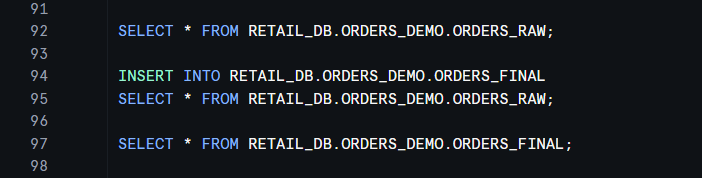 91
92 SELECT * FROM RETAIL_DB.ORDERS_DEMO.ORDERS_RAW;
93
94 INSERT INTO RETAIL_DB.ORDERS_DEMO.ORDERS_FINAL
95 SELECT * FROM RETAIL_DB.ORDERS_DEMO.ORDERS_RAW;
96
97 SELECT * FROM RETAIL_DB.ORDERS_DEMO.ORDERS_FINAL;
98